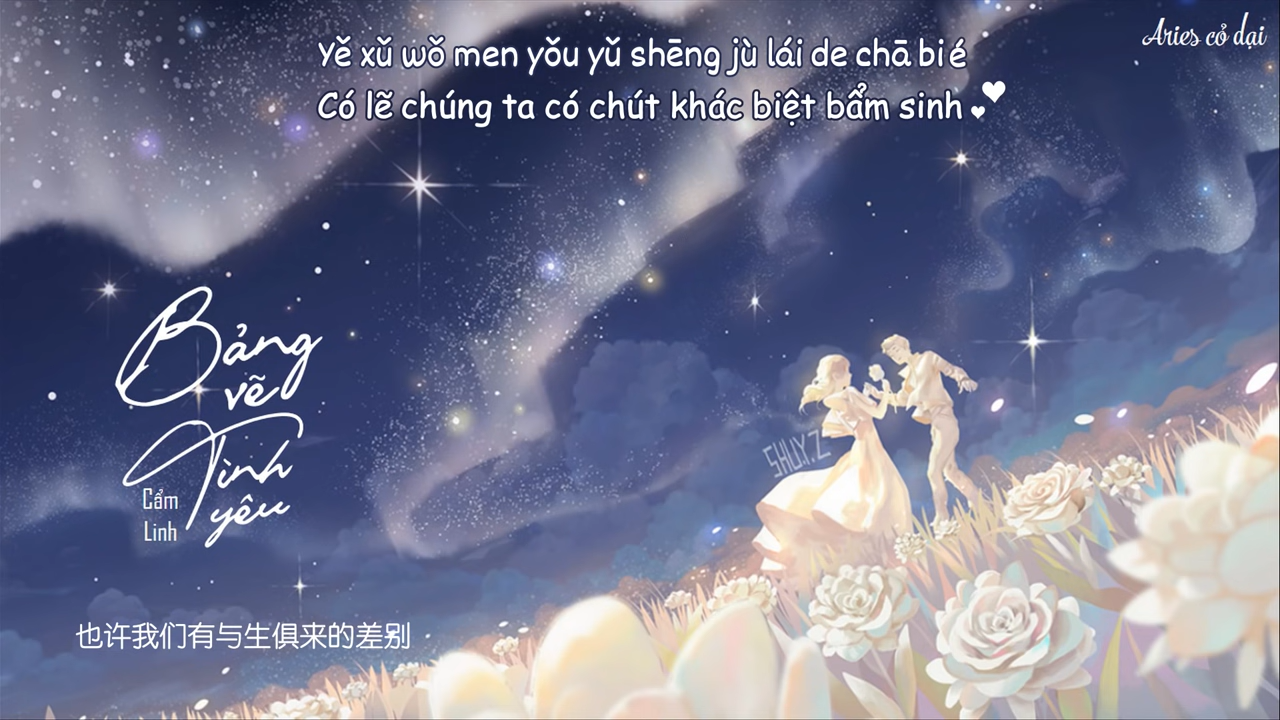 Aries cỏ dại
Yě xǔ wǒ men yǒu yǔ shēng jù lái de chā bié
Có lẽ chúng ta có chút khác biệt bẩm sinh
Bảng
vẽ
Tình
yêu
Cẩm
Linh
SHUYZ
也许我们有与生俱来的差别